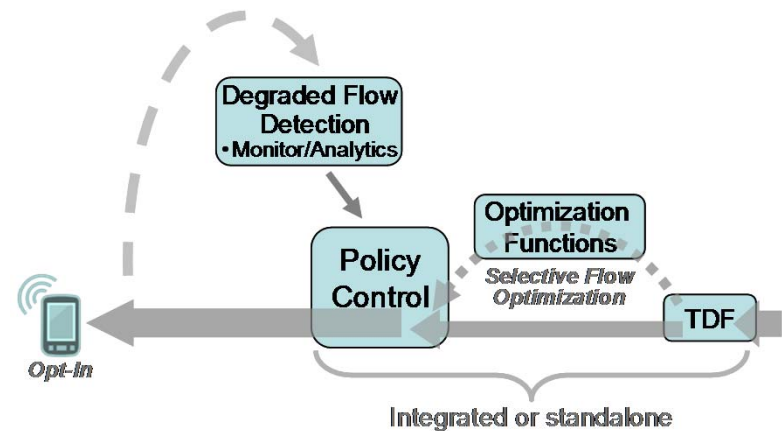 Degraded Flow
Detection
• Monitor/Analytics
Optimization
Functions
Policy
Control
Selective Flow
Optimization
TDF
Opt-In
Integrated or standalone